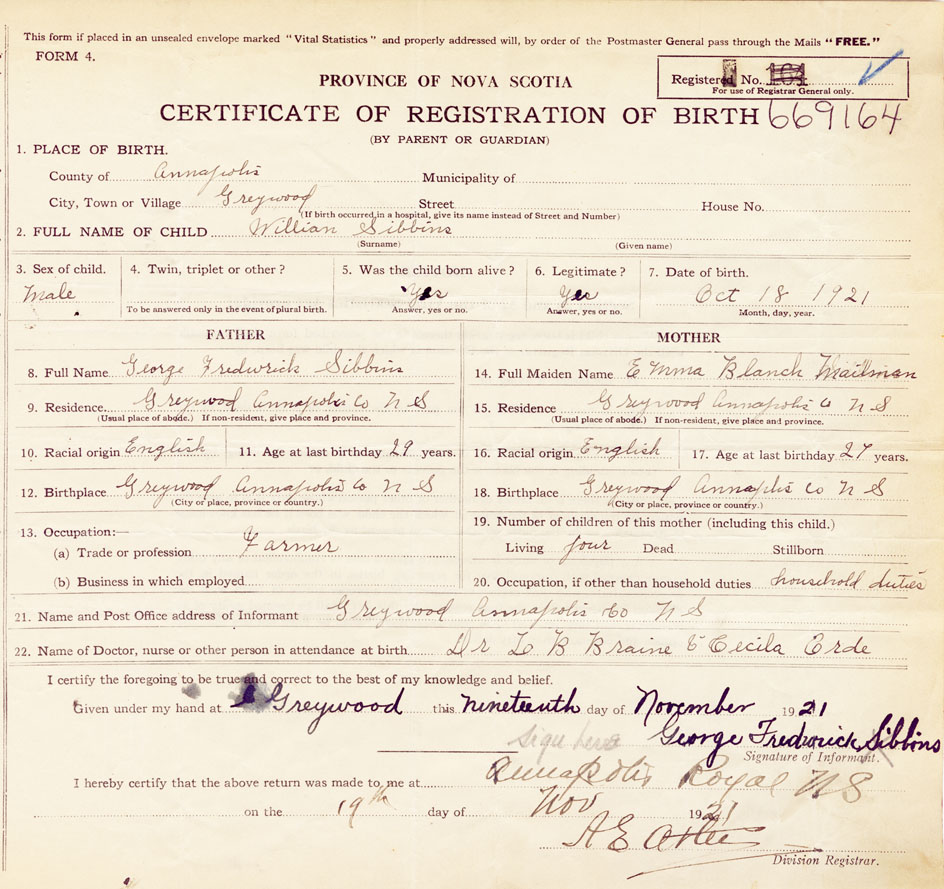 This form if placed in an unsealed envelope marked "Vital Statistics" and properly addressed will, by order of the Postmaster General pass through the Mails "FREE."
FORM 4.
PROVINCE OF NOVA SCOTIA
Registered No. 164
For use of Registrar General only.
CERTIFICATE OF REGISTRATION OF BIRTH 669164
(BY PARENT OR GUARDIAN)
1. PLACE OF BIRTH.
County of Annapolis Municipality of
City, Town or Village Greywood Street House No.
(If birth occurred in a hospital, give its name instead of Street and Number)
2. FULL NAME OF CHILD Willian Sibbins
(Surname) (Given name)
3. Sex of child. 4. Twin, triplet or other? 5. Was the child born alive? 6. Legitimate? 7. Date of birth.
Male Yes Yes Oct 18 1921
To be answered only in the event of plural birth. Answer, yes or no. Answer, yes or no. Month, day, year.
FATHER MOTHER
8. Full Name George Fredwrick Sibbins 14. Full Maiden Name Emma Blanch Mailman
9. Residence. Greywood Annapolis Co N S 15. Residence Greywood Annapolis Co N S
(Usual place of abode.) If non-resident, give place and province. (Usual place of abode.) If non-resident, give place and province.
10. Racial origin English 11. Age at last birthday 29 years. 16. Racial origin English 17. Age at last birthday 27 years.
12. Birthplace Greywood Annapolis Co N S 18. Birthplace Greywood Annaplis Co N S
(City or place, province or country.) (City or place, province or country.)
13. Occupation:— 19. Number of children of this mother (including this child.)
(a) Trade or profession Farmer Living four Dead Stillborn
(b) Business in which employed 20. Occupation, if other than household duties household duties
21. Name and Post Office address of Informant Greywood Annapolis Co N S
22. Name of Doctor, nurse or other person in attendance at birth Dr L B Braine & Cecila Orde
I certify the foregoing to be true and correct to the best of my knowledge and belief.
Given under my hand at Greywood this nineteenth day of November 1921
sign here George Fredwrick Sibbins
Signature of Informant.
I hereby certify that the above return was made to me at Annapolis Royal NS
on the 19th day of Nov 1921
A E
Division Registrar.